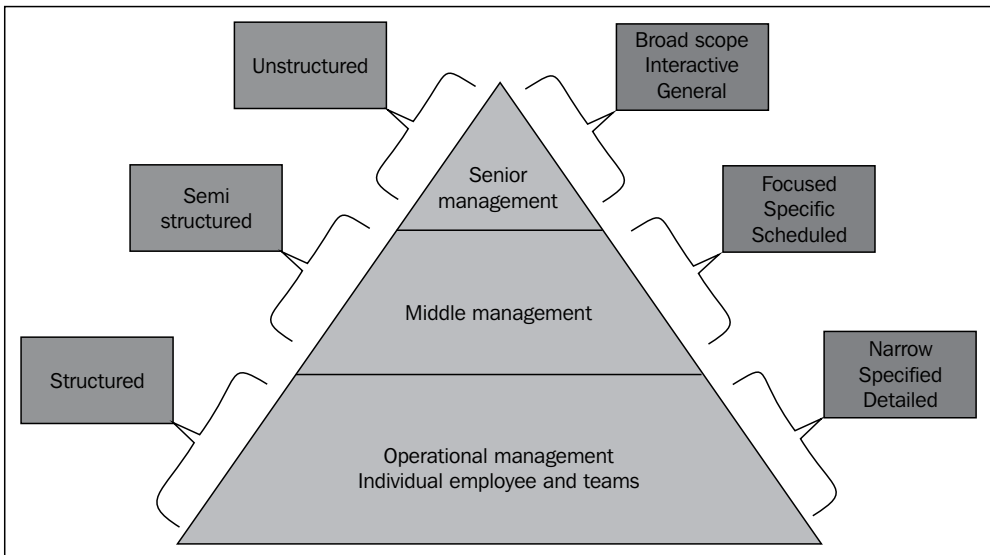 Unstructured
Broad scope
Interactive
General
Senior
management
Semi
structured
Focused
Specific
Scheduled
Middle management
Structured
Narrow
Specified
Detailed
Operational management
Individual employee and teams